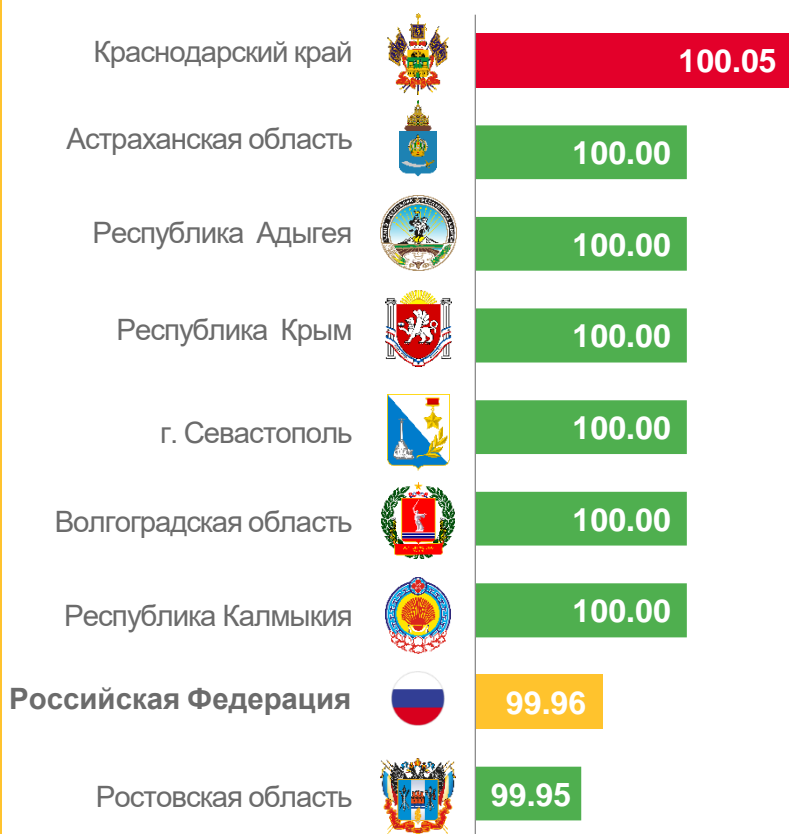 Краснодарский край 100.05
Астраханская область 100.00
Республика Адыгея 100.00
Республика Крым 100.00
г. Севастополь 100.00
Волгоградская область 100.00
Республика Калмыкия 100.00
Российская Федерация 99.96
Ростовская область 99.95